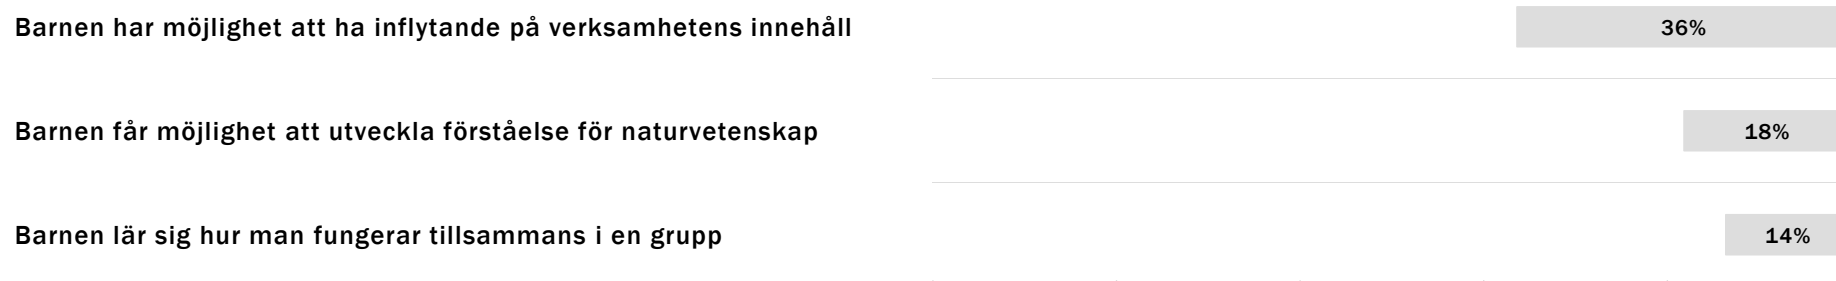 Barnen har möjlighet att ha inflytande på verksamhetens innehåll 36%
Barnen får möjlighet att utveckla förståelse för naturvetenskap 18%
Barnen lär sig hur man fungerar tillsammans i en grupp 14%